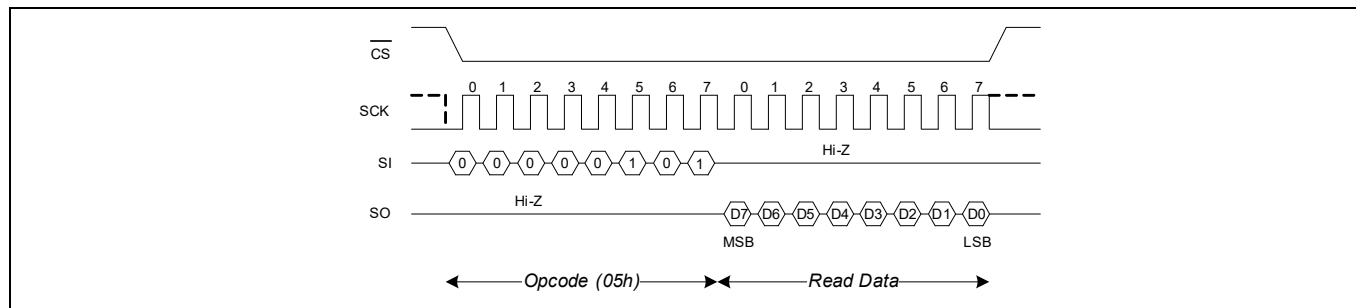 CS
0 1 2 3 4 5 6 7 0 1 2 3 4 5 6 7
SCK
Hi-Z
SI 0 0 0 0 0 1 0 1
Hi-Z
SO D7 D6 D5 D4 D3 D2 D1 D0
MSB LSB
Opcode (05h) Read Data